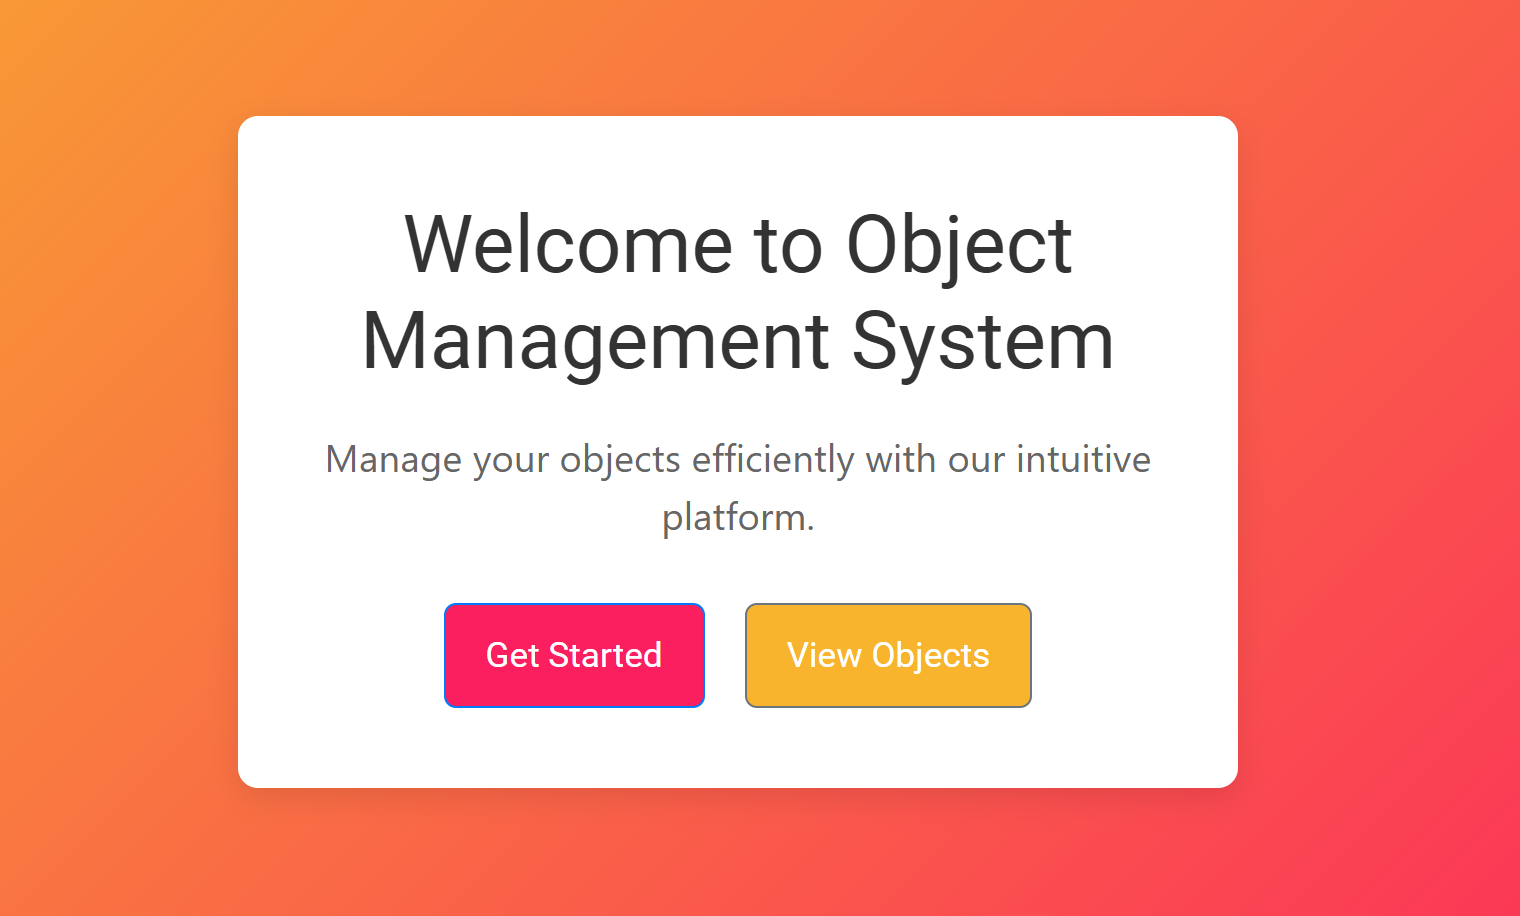 Welcome to Object
Management System
Manage your objects efficiently with our intuitive
platform.
Get Started
View Objects